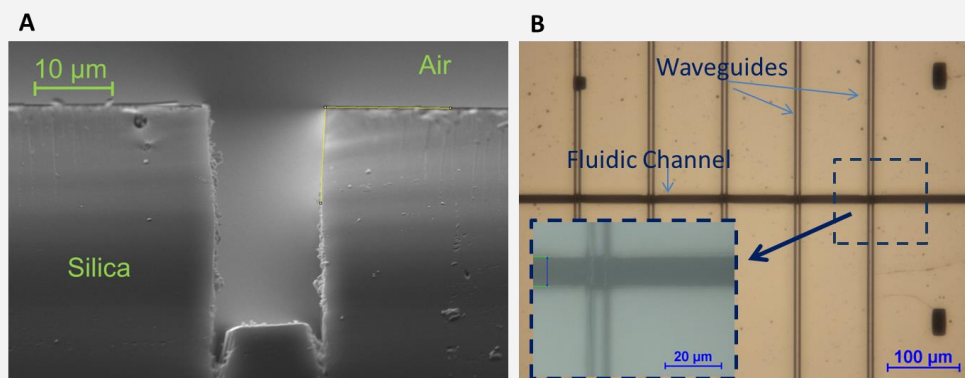 A
B
10 µm
Air
Silica
Waveguides
Fluidic Channel
20 µm
100 µm